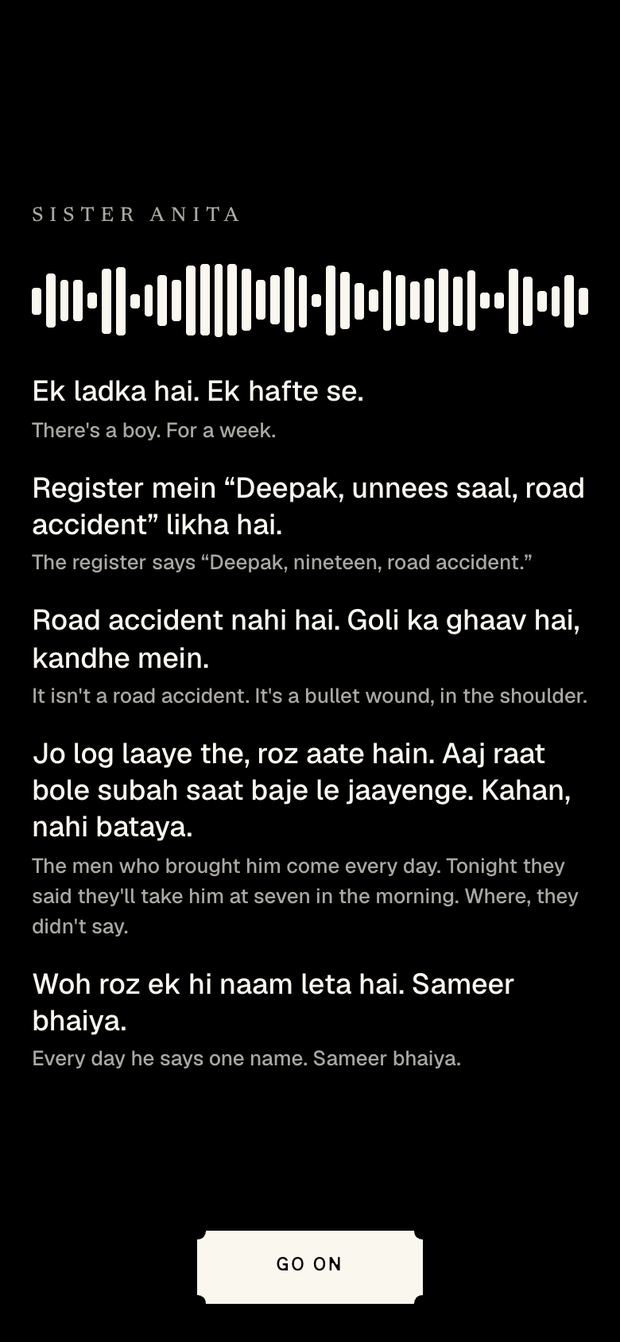 SISTER ANITA
Ek ladka hai. Ek hafte se.
There's a boy. For a week.
Register mein “Deepak, unnees saal, road
accident” likha hai.
The register says “Deepak, nineteen, road accident.”
Road accident nahi hai. Goli ka ghaav hai,
kandhe mein.
It isn't a road accident. It's a bullet wound, in the shoulder.
Jo log laaye the, roz aate hain. Aaj raat
bole subah saat baje le jaayenge. Kahan,
nahi bataya.
The men who brought him come every day. Tonight they
said they'll take him at seven in the morning. Where, they
didn't say.
Woh roz ek hi naam leta hai. Sameer
bhaiya.
Every day he says one name. Sameer bhaiya.
GO ON